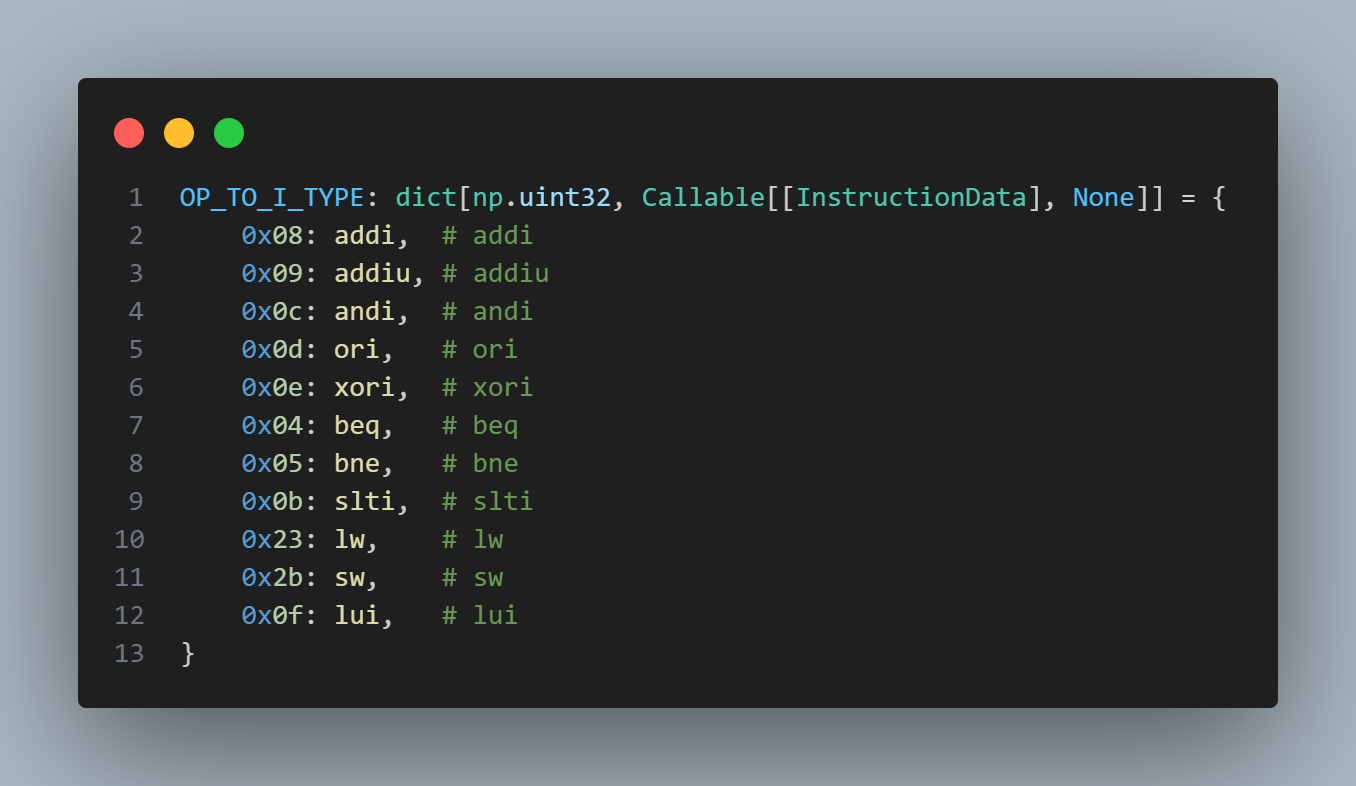 1 OP_TO_I_TYPE: dict[np.uint32, Callable[[InstructionData], None]] = {
2     0x08: addi,  # addi
3     0x09: addiu, # addiu
4     0x0c: andi,  # andi
5     0x0d: ori,   # ori
6     0x0e: xori,  # xori
7     0x04: beq,   # beq
8     0x05: bne,   # bne
9     0x0b: slti,  # slti
10     0x23: lw,    # lw
11     0x2b: sw,    # sw
12     0x0f: lui,   # lui
13 }